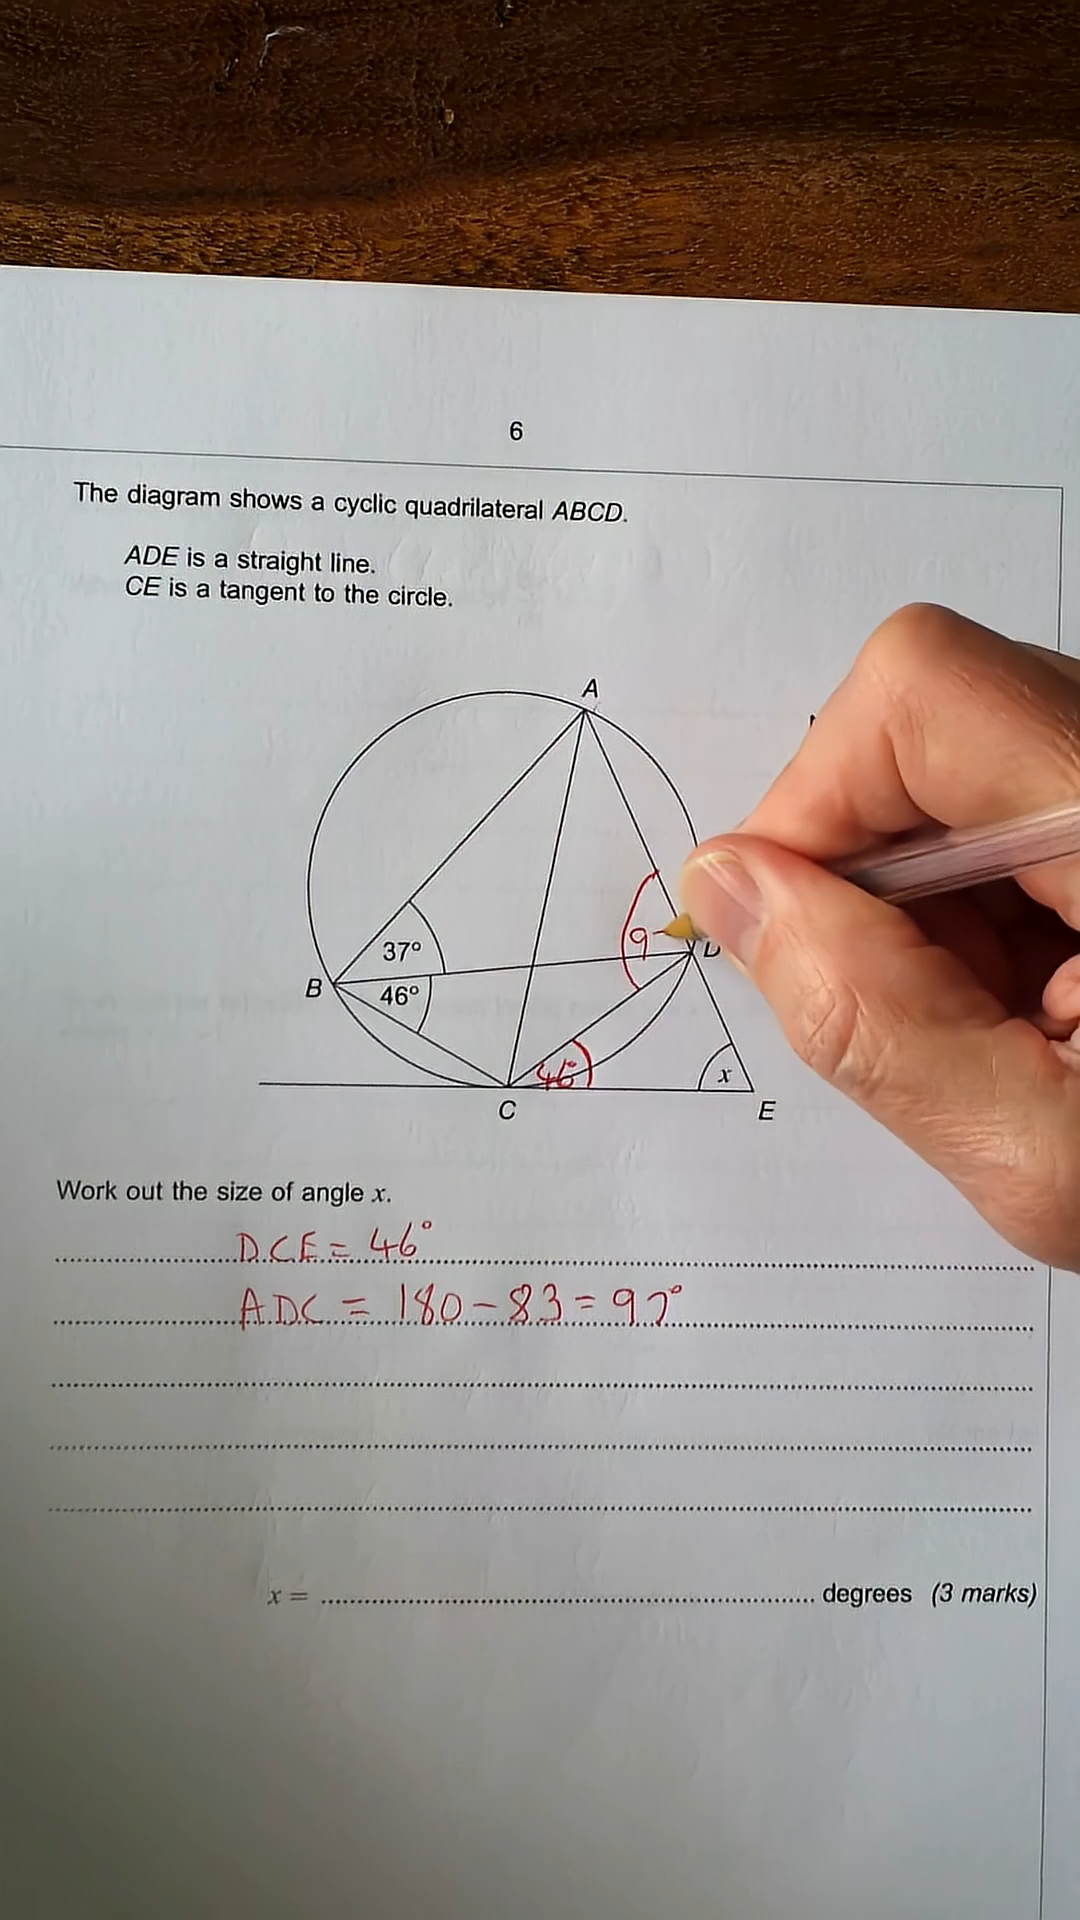 6
The diagram shows a cyclic quadrilateral ABCD.
ADE is a straight line.
CE is a tangent to the circle.
A
37°
9
D
B
46°
46°
x
C
E
Work out the size of angle x.
DCE = 46°
ADC = 180 - 83 = 97°
x = .......... degrees (3 marks)